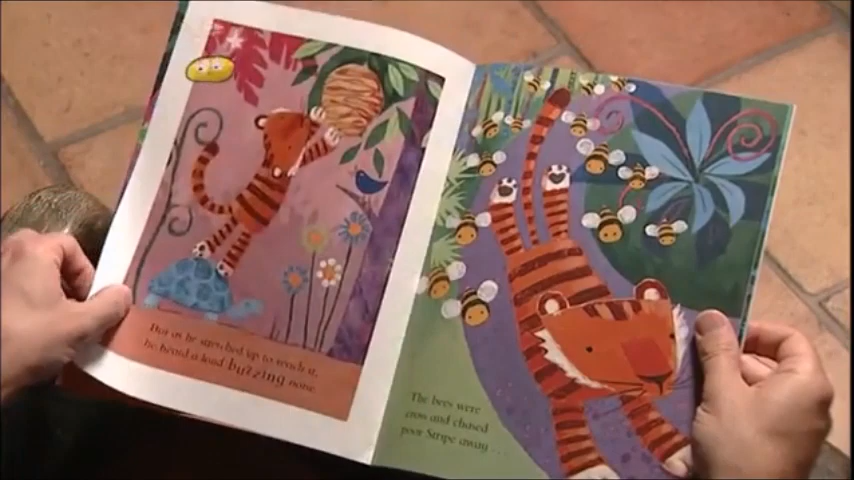 But as he stretched up to reach it,
he heard a loud buzzing noise.
The bees were
cross and chased
poor Stripe away . . .